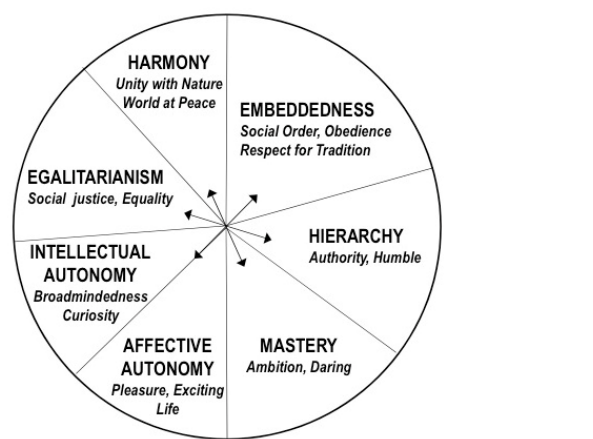 HARMONY
Unity with Nature
World at Peace
EMBEDDEDNESS
Social Order, Obedience
Respect for Tradition
EGALITARIANISM
Social justice, Equality
HIERARCHY
Authority, Humble
INTELLECTUAL
AUTONOMY
Broadmindedness
Curiosity
AFFECTIVE
AUTONOMY
Pleasure, Exciting
Life
MASTERY
Ambition, Daring